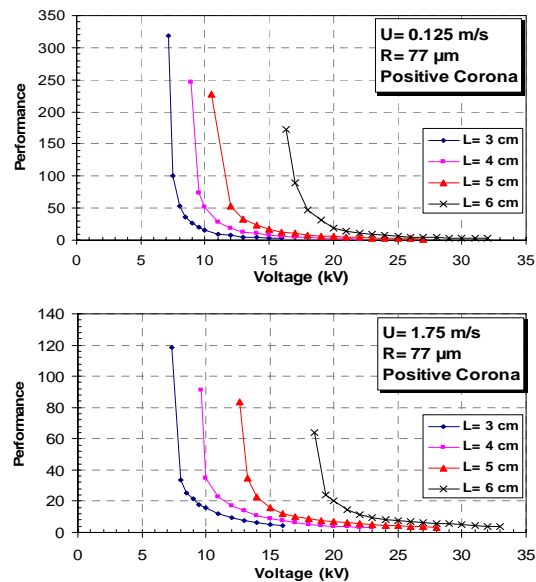 350
300
250
200
150
100
50
0
Performance
U= 0.125 m/s
R= 77 µm
Positive Corona
L= 3 cm
L= 4 cm
L= 5 cm
L= 6 cm
0 5 10 15 20 25 30 35
Voltage (kV)
140
120
100
80
60
40
20
0
Performance
U= 1.75 m/s
R= 77 µm
Positive Corona
L= 3 cm
L= 4 cm
L= 5 cm
L= 6 cm
0 5 10 15 20 25 30 35
Voltage (kV)